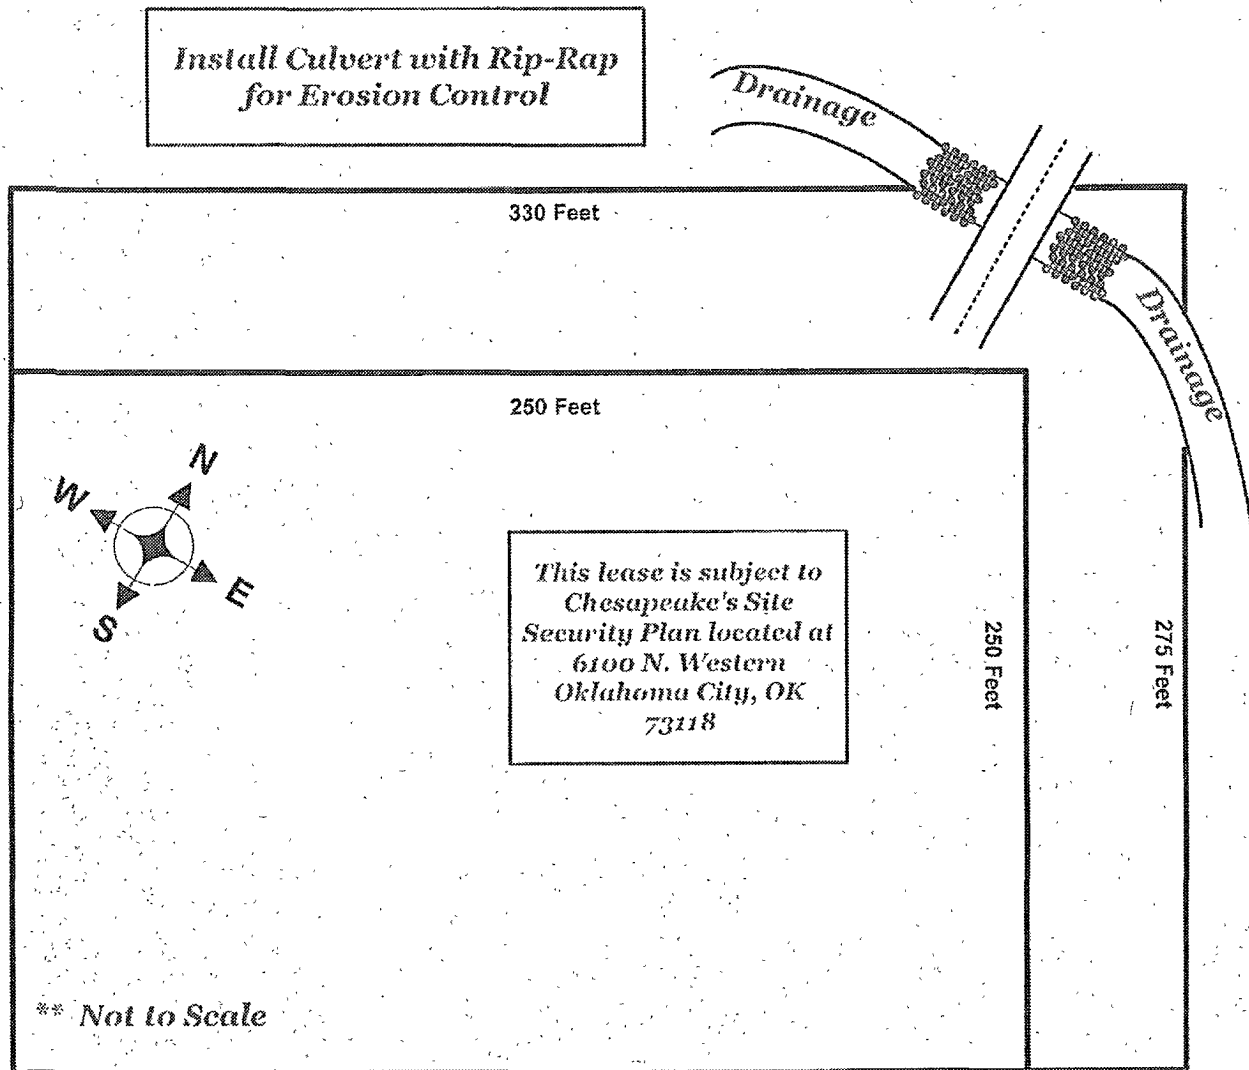 Install Culvert with Rip-Rap
for Erosion Control
Drainage
330 Feet
Drainage
250 Feet
N
W
E
S
This lease is subject to
Chesapeake's Site
Security Plan located at
6100 N. Western
Oklahoma City, OK
73118
250 Feet
275 Feet
** Not to Scale